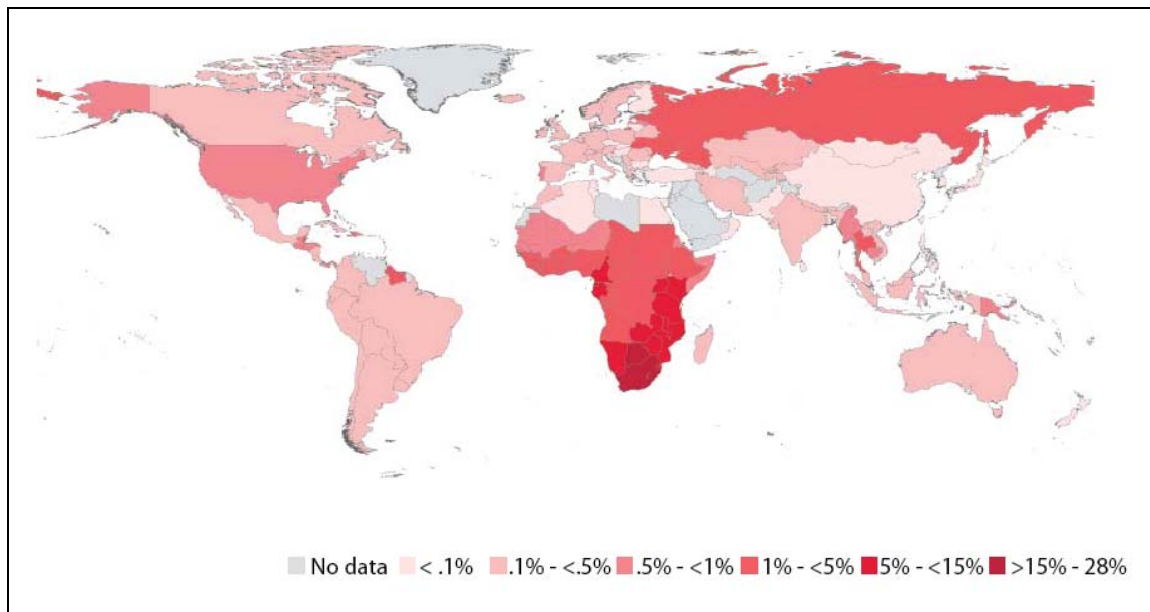 No data < .1% .1% - <.5% .5% - <1% 1% - <5% 5% - <15% >15% - 28%